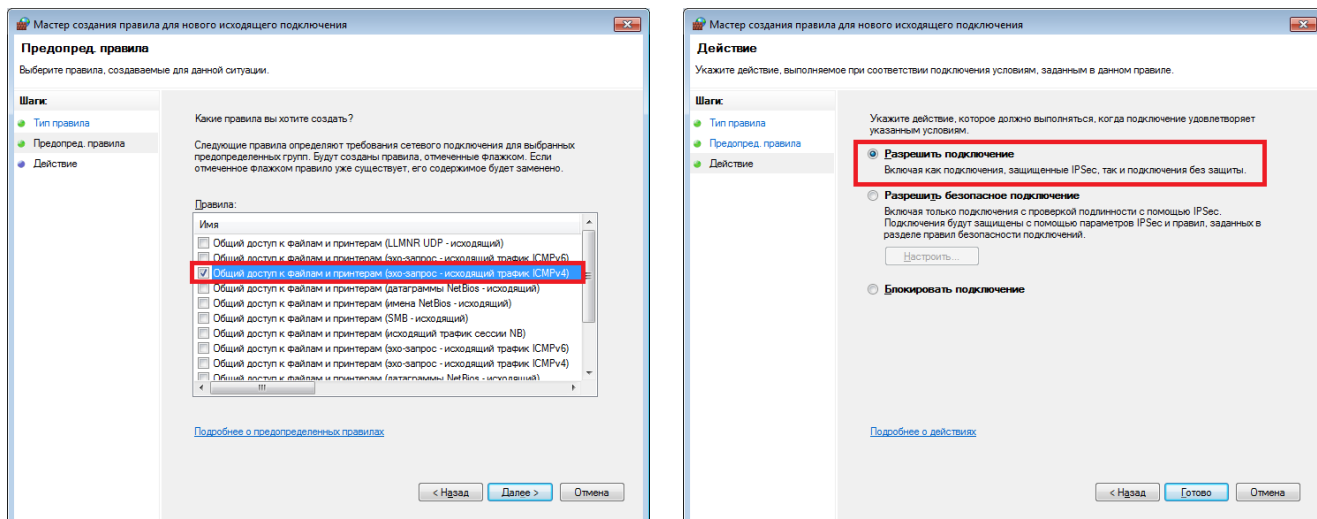 Мастер создания правила для нового исходящего подключения
Предопред. правила
Выберите правила, создаваемые для данной ситуации.
Шаги:
Тип правила
Предопред. правила
Действие
Какие правила вы хотите создать?
Следующие правила определяют требования сетевого подключения для выбранных
предопределенных групп. Будут созданы правила, отмеченные флажком. Если
отмеченное флажком правило уже существует, его содержимое будет заменено.
Правила:
Имя
Общий доступ к файлам и принтерам (LLMNR UDP - исходящий)
Общий доступ к файлам и принтерам (эхо-запрос - исходящий трафик ICMPv6)
Общий доступ к файлам и принтерам (эхо-запрос - исходящий трафик ICMPv4)
Общий доступ к файлам и принтерам (датаграммы NetBios - исходящий)
Общий доступ к файлам и принтерам (имена NetBios - исходящий)
Общий доступ к файлам и принтерам (SMB - исходящий)
Общий доступ к файлам и принтерам (исходящий трафик сессии NB)
Общий доступ к файлам и принтерам (эхо-запрос - исходящий трафик ICMPv6)
Общий доступ к файлам и принтерам (эхо-запрос - исходящий трафик ICMPv4)
Общий доступ к файлам и принтерам (датаграммы NetBios - исходящий)
Подробнее о предопределенных правилах
< Назад
Далее >
Отмена
Мастер создания правила для нового исходящего подключения
Действие
Укажите действие, выполняемое при соответствии подключения условиям, заданным в данном правиле.
Шаги:
Тип правила
Предопред. правила
Действие
Укажите действие, которое должно выполняться, когда подключение удовлетворяет
указанным условиям.
Разрешить подключение
Включая как подключения, защищенные IPSec, так и подключения без защиты.
Разрешить безопасное подключение
Включая только подключения с проверкой подлинности с помощью IPSec.
Подключения будут защищены с помощью параметров IPSec и правил, заданных в
разделе правил безопасности подключений.
Настроить...
Блокировать подключение
Подробнее о действиях
< Назад
Готово
Отмена